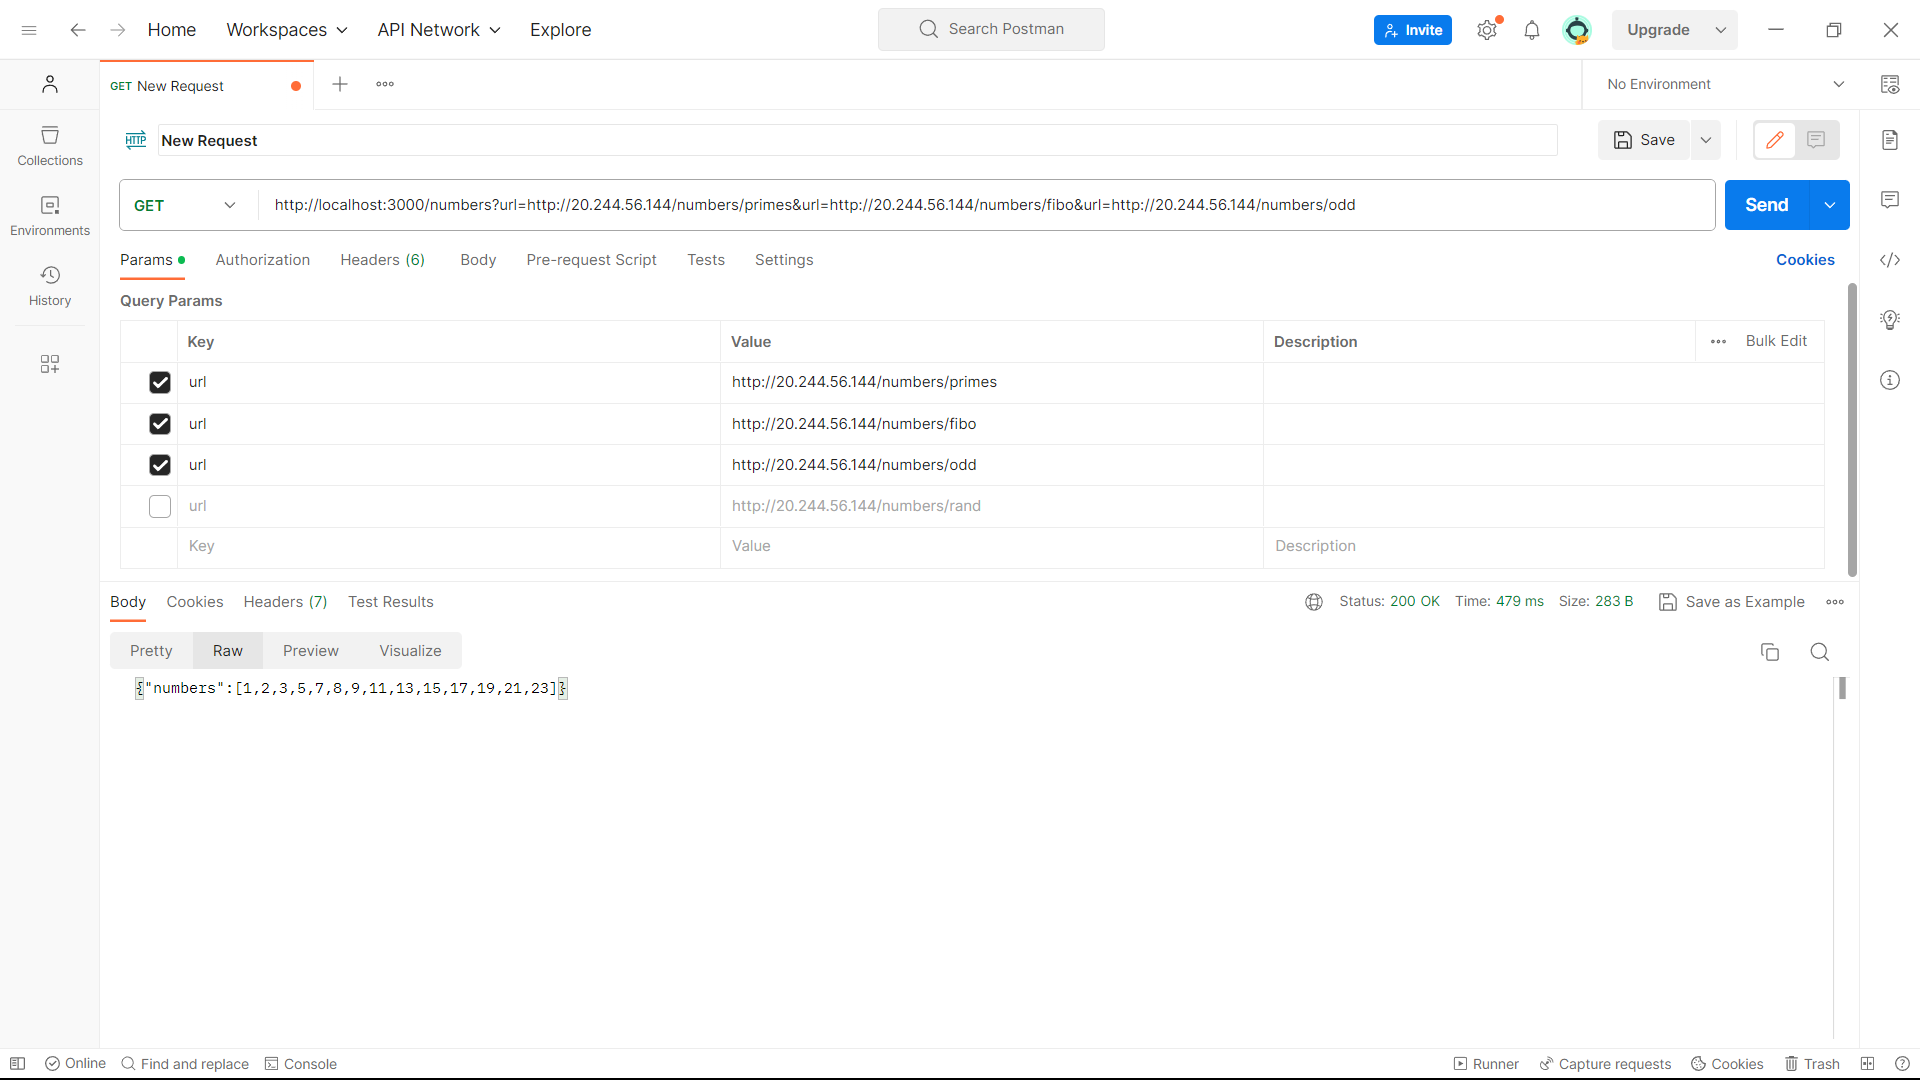 Home Workspaces API Network Explore Search Postman Invite Upgrade
GET New Request No Environment
HTTP New Request Save
Collections
Environments
History
GET http://localhost:3000/numbers?url=http://20.244.56.144/numbers/primes&url=http://20.244.56.144/numbers/fibo&url=http://20.244.56.144/numbers/odd Send
Params Authorization Headers (6) Body Pre-request Script Tests Settings Cookies
Query Params
Key Value Description Bulk Edit
url http://20.244.56.144/numbers/primes
url http://20.244.56.144/numbers/fibo
url http://20.244.56.144/numbers/odd
url http://20.244.56.144/numbers/rand
Key Value Description
Body Cookies Headers (7) Test Results Status: 200 OK Time: 479 ms Size: 283 B Save as Example
Pretty Raw Preview Visualize
{"numbers":[1,2,3,5,7,8,9,11,13,15,17,19,21,23]}
Online Find and replace Console Runner Capture requests Cookies Trash